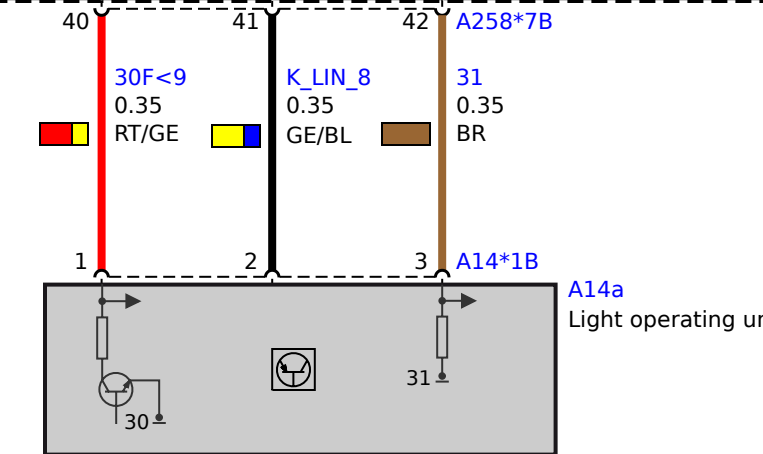 40 41 42 A258*7B
30F<9 K_LIN_8 31
0.35 0.35 0.35
RT/GE GE/BL BR
1 2 3 A14*1B
A14a
Light operating
31
30